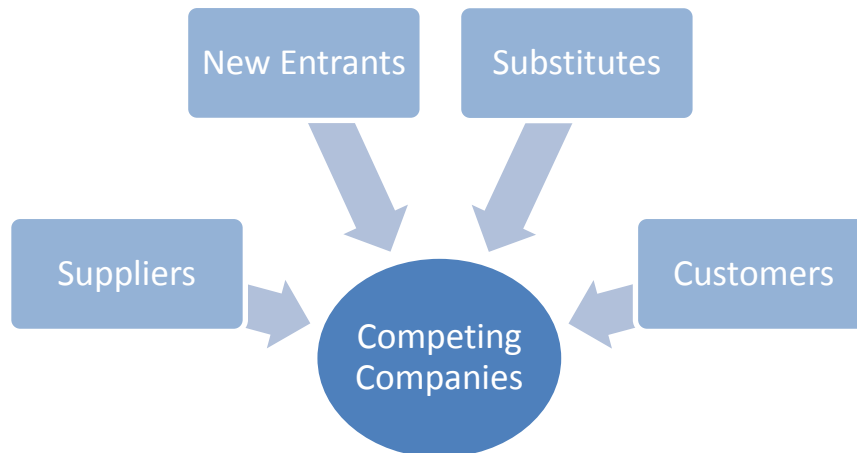 New Entrants
Substitutes
Suppliers
Customers
Competing
Companies